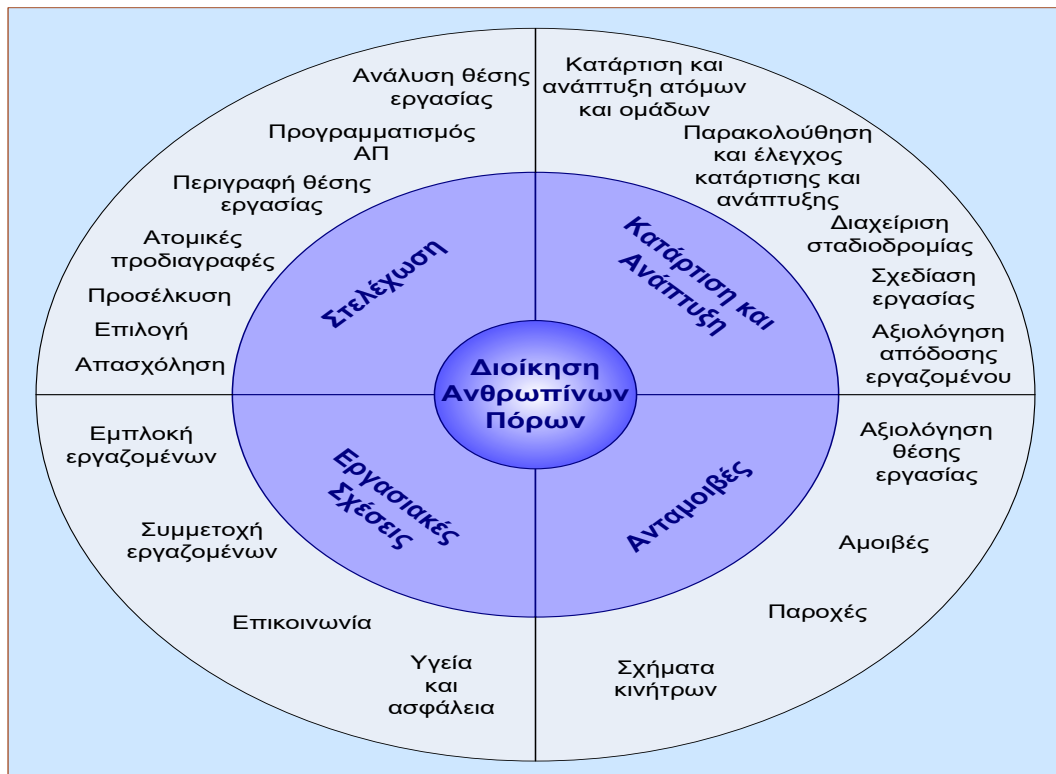 Ανάλυση θέσης
εργασίας
Προγραμματισμός
ΑΠ
Περιγραφή θέσης
εργασίας
Ατομικές
προδιαγραφές
Προσέλκυση
Επιλογή
Απασχόληση
Κατάρτιση και
ανάπτυξη ατόμων
και ομάδων
Παρακολούθηση
και έλεγχος
κατάρτισης και
ανάπτυξης
Διαχείριση
σταδιοδρομίας
Σχεδίαση
εργασίας
Αξιολόγηση
απόδοσης
εργαζομένου
Στελέχωση
Κατάρτιση και
Ανάπτυξη
Διοίκηση
Ανθρωπίνων
Πόρων
Εργασιακές
Σχέσεις
Ανταμοιβές
Εμπλοκή
εργαζομένων
Συμμετοχή
εργαζομένων
Επικοινωνία
Υγεία
και
ασφάλεια
Αξιολόγηση
θέσης
εργασίας
Αμοιβές
Παροχές
Σχήματα
κινήτρων